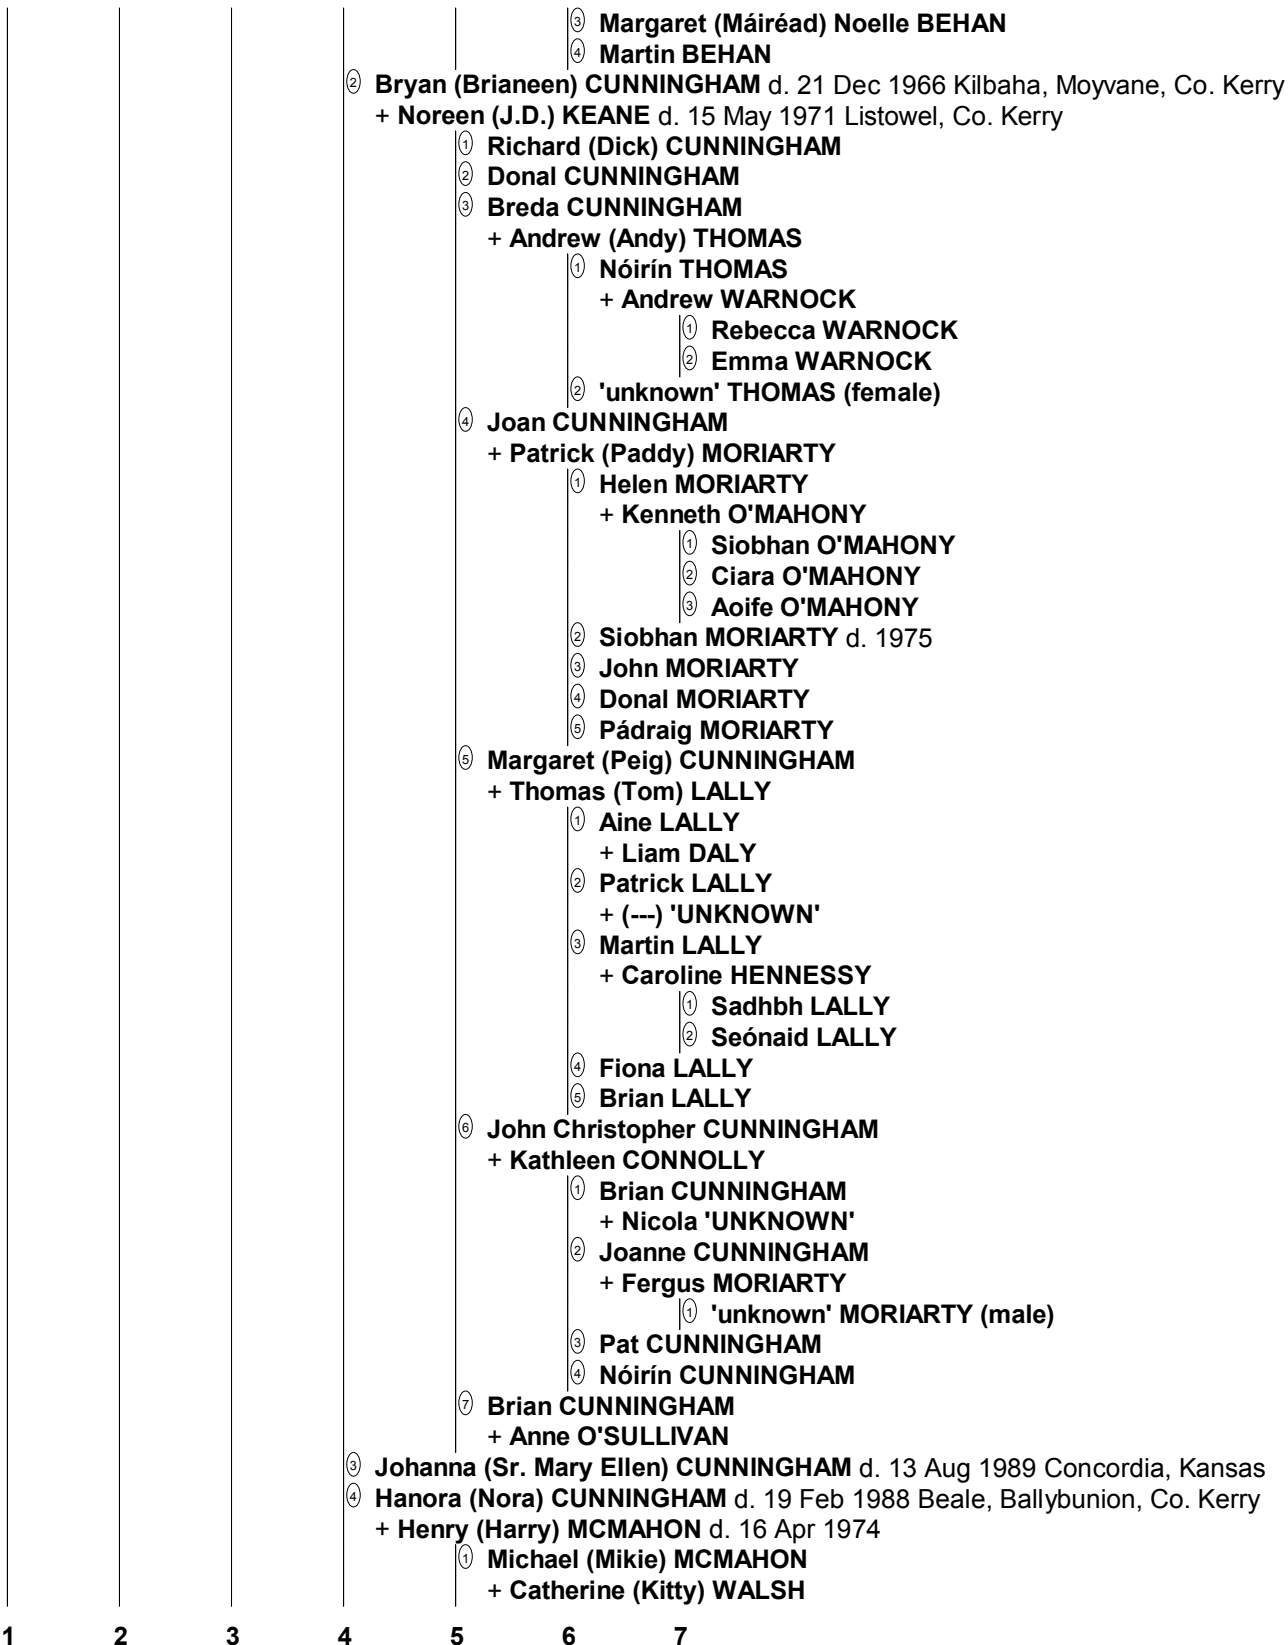 ③ Margaret (Máiréad) Noelle BEHAN
④ Martin BEHAN
② Bryan (Brianeen) CUNNINGHAM d. 21 Dec 1966 Kilbaha, Moyvane, Co. Kerry
+ Noreen (J.D.) KEANE d. 15 May 1971 Listowel, Co. Kerry
① Richard (Dick) CUNNINGHAM
② Donal CUNNINGHAM
③ Breda CUNNINGHAM
+ Andrew (Andy) THOMAS
① Nóirín THOMAS
+ Andrew WARNOCK
① Rebecca WARNOCK
② Emma WARNOCK
② 'unknown' THOMAS (female)
④ Joan CUNNINGHAM
+ Patrick (Paddy) MORIARTY
① Helen MORIARTY
+ Kenneth O'MAHONY
① Siobhan O'MAHONY
② Ciara O'MAHONY
③ Aoife O'MAHONY
② Siobhan MORIARTY d. 1975
③ John MORIARTY
④ Donal MORIARTY
⑤ Pádraig MORIARTY
⑤ Margaret (Peig) CUNNINGHAM
+ Thomas (Tom) LALLY
① Aine LALLY
+ Liam DALY
② Patrick LALLY
+ (---) 'UNKNOWN'
③ Martin LALLY
+ Caroline HENNESSY
① Sadhbh LALLY
② Seónaid LALLY
④ Fiona LALLY
⑤ Brian LALLY
⑥ John Christopher CUNNINGHAM
+ Kathleen CONNOLLY
① Brian CUNNINGHAM
+ Nicola 'UNKNOWN'
② Joanne CUNNINGHAM
+ Fergus MORIARTY
① 'unknown' MORIARTY (male)
③ Pat CUNNINGHAM
④ Nóirín CUNNINGHAM
⑦ Brian CUNNINGHAM
+ Anne O'SULLIVAN
③ Johanna (Sr. Mary Ellen) CUNNINGHAM d. 13 Aug 1989 Concordia, Kansas
④ Hanora (Nora) CUNNINGHAM d. 19 Feb 1988 Beale, Ballybunion, Co. Kerry
+ Henry (Harry) MCMAHON d. 16 Apr 1974
① Michael (Mikie) MCMAHON
+ Catherine (Kitty) WALSH
1 2 3 4 5 6 7